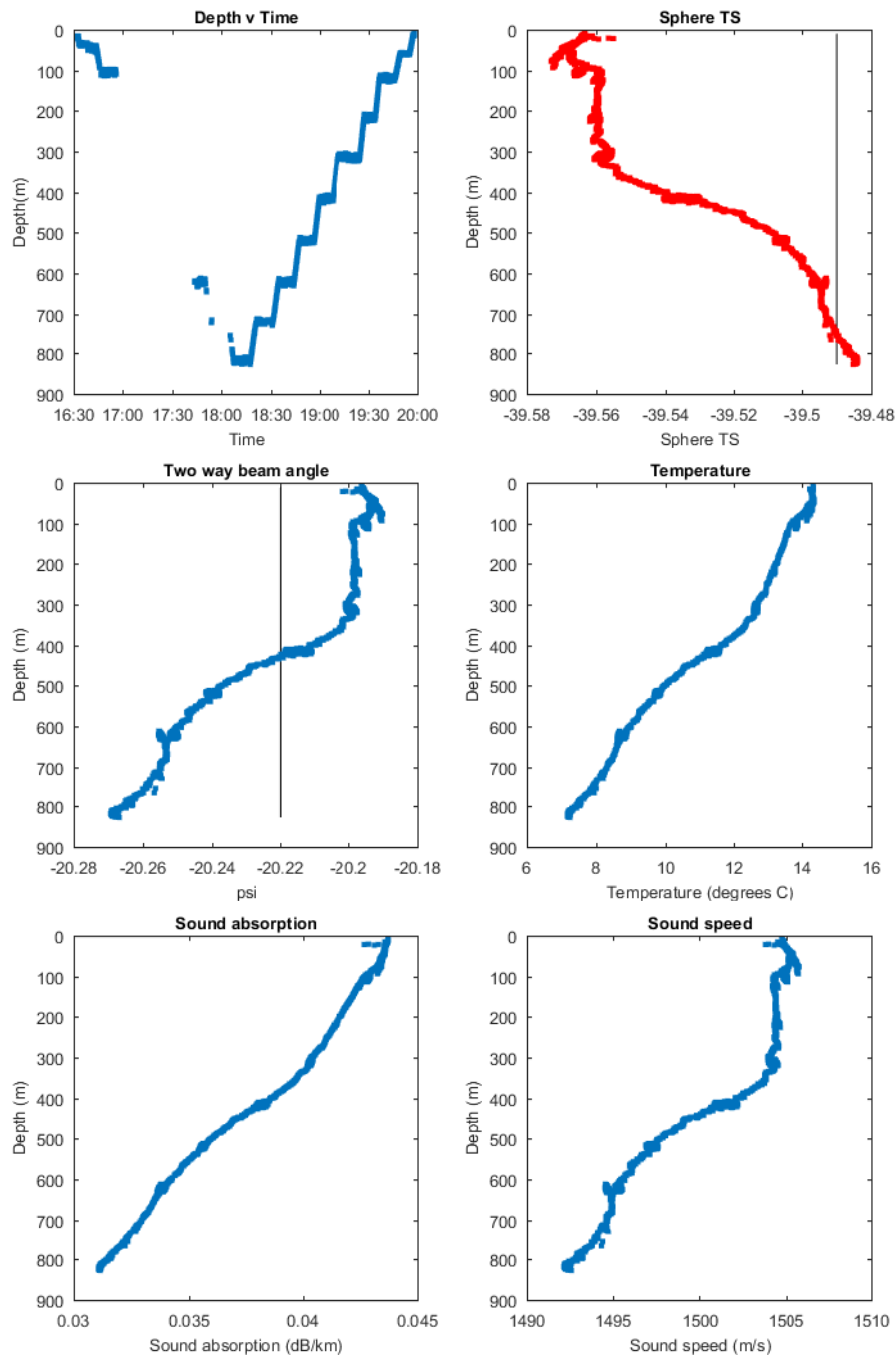 Depth v Time
0
100
200
300
400
500
600
700
800
900
Depth(m)
16:30 17:00 17:30 18:00 18:30 19:00 19:30 20:00
Time
Sphere TS
0
100
200
300
400
500
600
700
800
900
Depth (m)
-39.58 -39.56 -39.54 -39.52 -39.5 -39.48
Sphere TS
Two way beam angle
0
100
200
300
400
500
600
700
800
900
Depth (m)
-20.28 -20.26 -20.24 -20.22 -20.2 -20.18
psi
Temperature
0
100
200
300
400
500
600
700
800
900
Depth (m)
6 8 10 12 14 16
Temperature (degrees C)
Sound absorption
0
100
200
300
400
500
600
700
800
900
Depth (m)
0.03 0.035 0.04 0.045
Sound absorption (dB/km)
Sound speed
0
100
200
300
400
500
600
700
800
900
Depth (m)
1490 1495 1500 1505 1510
Sound speed (m/s)